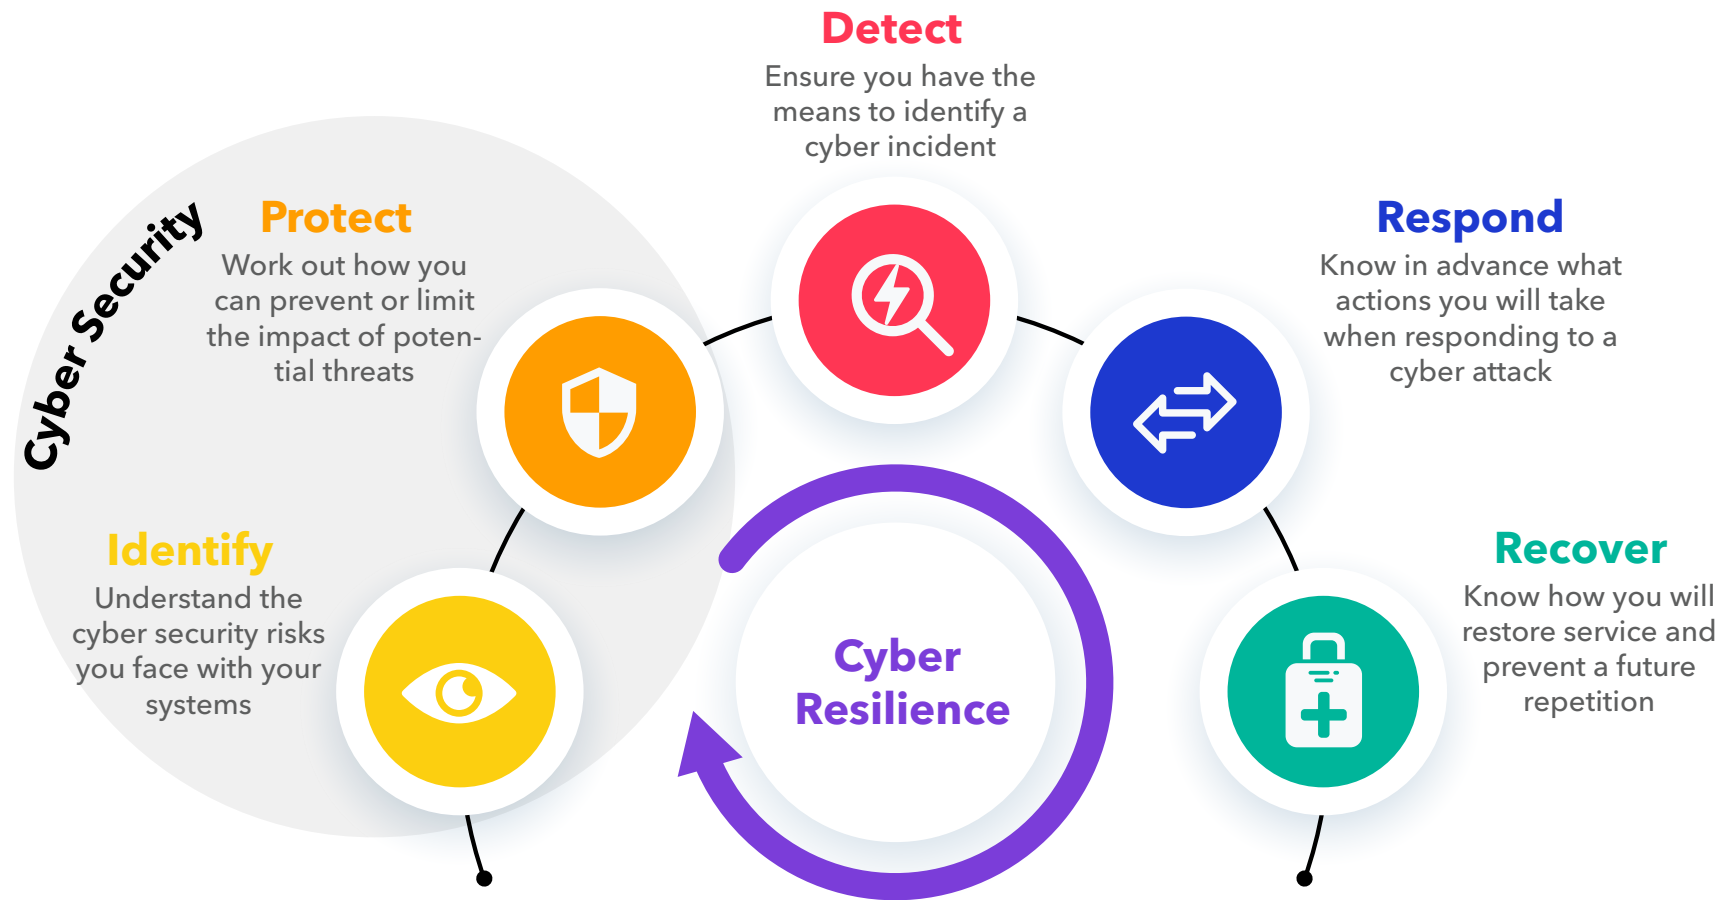 Detect
Ensure you have the
means to identify a
cyber incident
Cyber Security
Protect
Work out how you
can prevent or limit
the impact of poten-
tial threats
Respond
Know in advance what
actions you will take
when responding to a
cyber attack
Identify
Understand the
cyber security risks
you face with your
systems
Recover
Know how you will
restore service and
prevent a future
repetition
Cyber
Resilience